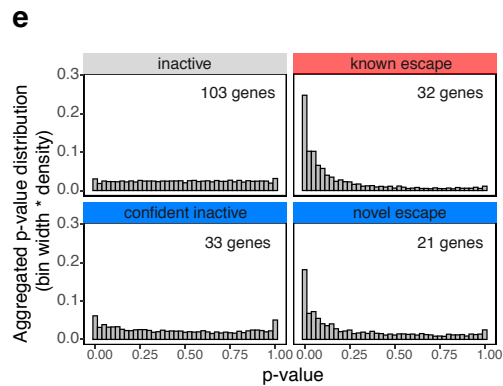 e
inactive
known escape
0.3
103 genes
32 genes
0.2
0.1
0.0
confident inactive
novel escape
0.3
33 genes
21 genes
0.2
0.1
0.0
0.00 0.25 0.50 0.75 1.00 0.00 0.25 0.50 0.75 1.00
p-value
Aggregated p-value distribution
(bin width * density)